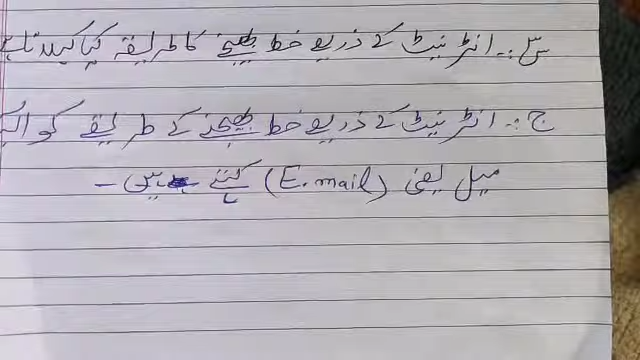 س:۔ انٹرنیٹ کے ذریعے خط بھیجنے کا طریقہ کیا کہلاتا ہے
ج:۔ انٹرنیٹ کے ذریعے خط بھیجنے کے طریقے کو
میل یعنی (E.mail) کہتے ہیں ۔